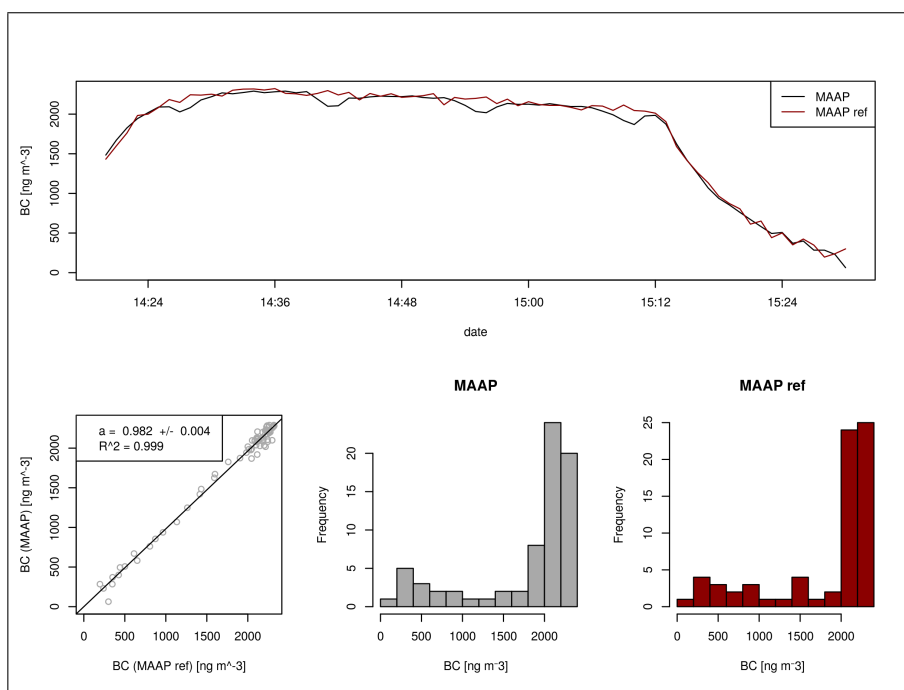 MAAP
MAAP ref
BC [ng m^-3]
2000
1500
1000
500
0
14:24 14:36 14:48 15:00 15:12 15:24
date
a = 0.982 +/- 0.004
R^2 = 0.999
BC (MAAP) [ng m^-3]
2000
1500
1000
500
0
0 500 1000 1500 2000
BC (MAAP ref) [ng m^-3]
MAAP
Frequency
20
15
10
5
0
0 500 1000 2000
BC [ng m⁻³]
MAAP ref
Frequency
25
20
15
10
5
0
0 500 1000 2000
BC [ng m⁻³]